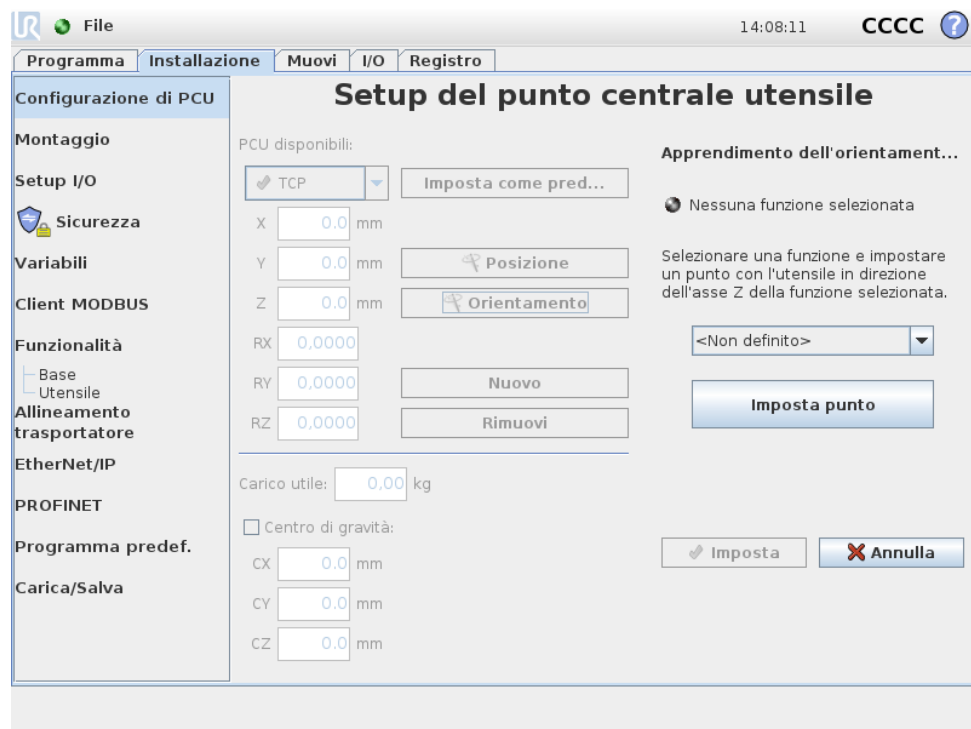 UR File 14:08:11 CCCC ?
Programma Installazione Muovi I/O Registro
Configurazione di PCU
Montaggio
Setup I/O
Sicurezza
Variabili
Client MODBUS
Funzionalità
Base
Utensile
Allineamento
trasportatore
EtherNet/IP
PROFINET
Programma predef.
Carica/Salva
Setup del punto centrale utensile
PCU disponibili:
TCP Imposta come pred...
X 0.0 mm
Y 0.0 mm Posizione
Z 0.0 mm Orientamento
RX 0,0000
RY 0,0000 Nuovo
RZ 0,0000 Rimuovi
Carico utile: 0,00 kg
Centro di gravità:
CX 0.0 mm
CY 0.0 mm
CZ 0.0 mm
Apprendimento dell'orientament...
Nessuna funzione selezionata
Selezionare una funzione e impostare
un punto con l'utensile in direzione
dell'asse Z della funzione selezionata.
<Non definito>
Imposta punto
Imposta Annulla